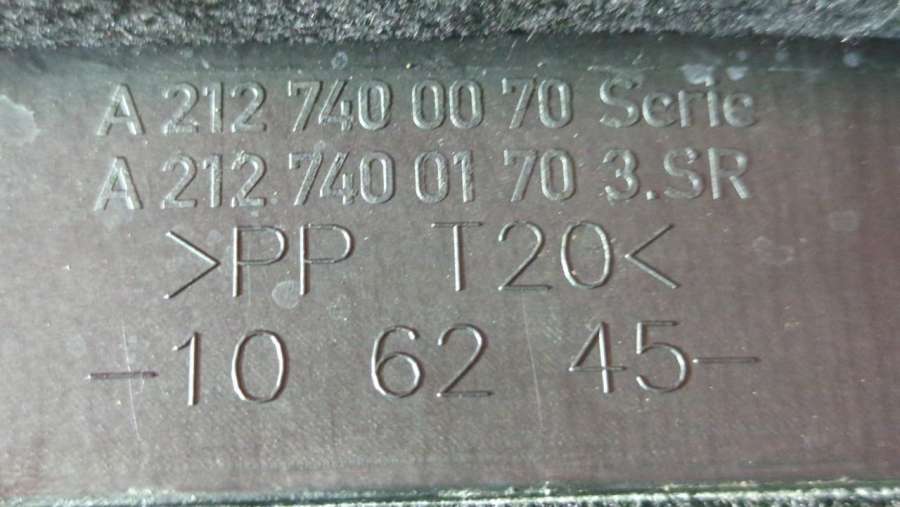 A 212 740 00 70 Serie
A 212 740 01 70 3.SR
>PP T20<
-10 62 45-